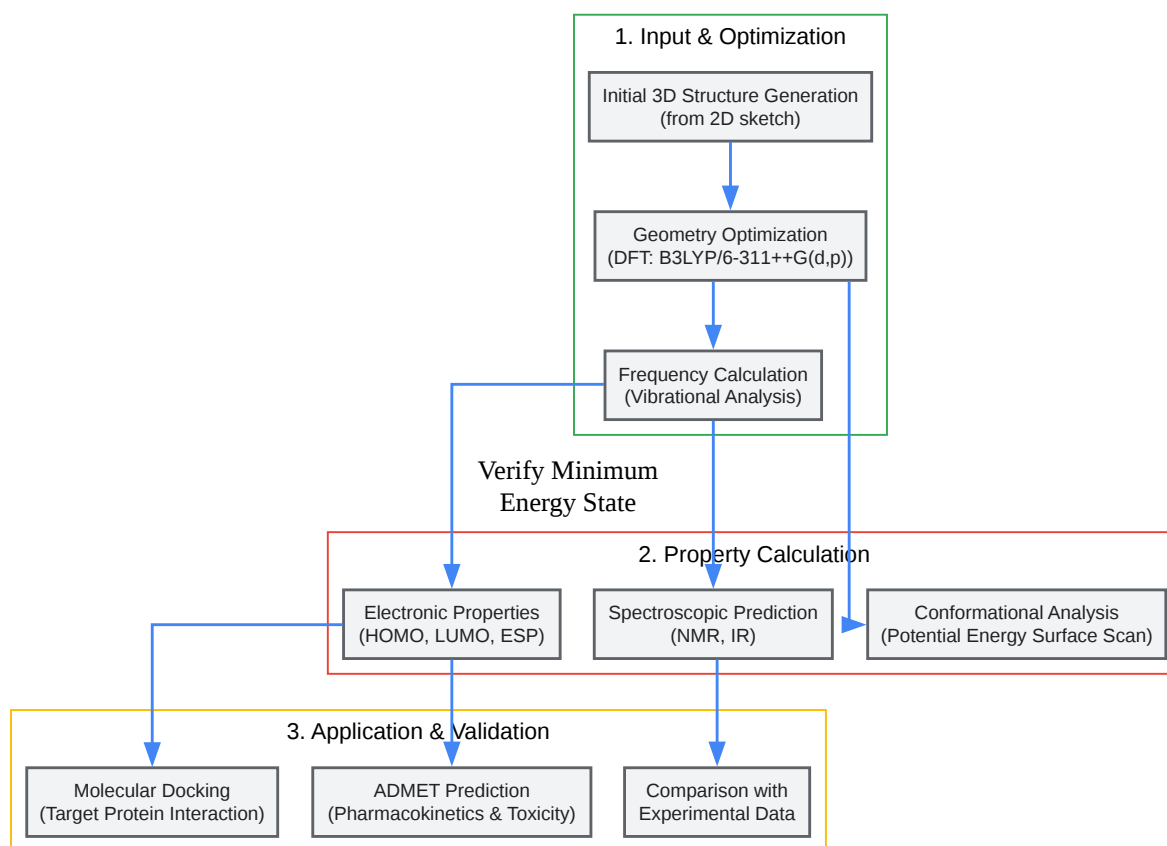 1. Input & Optimization
Initial 3D Structure Generation
(from 2D sketch)
Geometry Optimization
(DFT: B3LYP/6-311++G(d,p))
Frequency Calculation
(Vibrational Analysis)
Verify Minimum
Energy State
2. Property Calculation
Electronic Properties
(HOMO, LUMO, ESP)
Spectroscopic Prediction
(NMR, IR)
Conformational Analysis
(Potential Energy Surface Scan)
3. Application & Validation
Molecular Docking
(Target Protein Interaction)
ADMET Prediction
(Pharmacokinetics & Toxicity)
Comparison with
Experimental Data